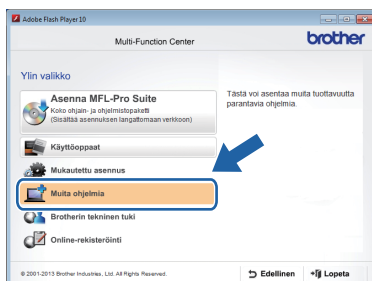 Adobe Flash Player 10
Multi-Function Center
brother
Ylin valikko
Asenna MFL-Pro Suite
Koko ohjain- ja ohjelmistopaketti
(Sisältää asennuksen langattomaan verkkoon)
Käyttöoppaat
Mukautettu asennus
Muita ohjelmia
Brotherin tekninen tuki
Online-rekisteröinti
Tästä voi asentaa muita tuottavuutta
parantavia ohjelmia.
© 2001-2013 Brother Industries, Ltd. All Rights Reserved.
Edellinen
Lopeta